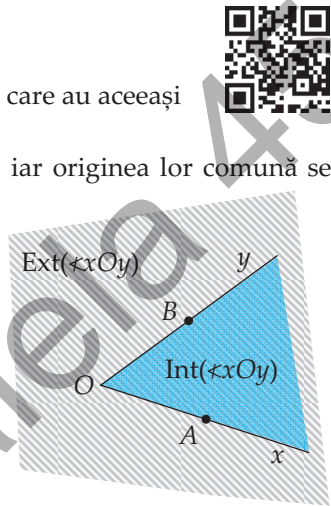 care au aceeași
iar originea lor comună se
Ext(∢xOy)
y
B
Int(∢xOy)
O
A
x